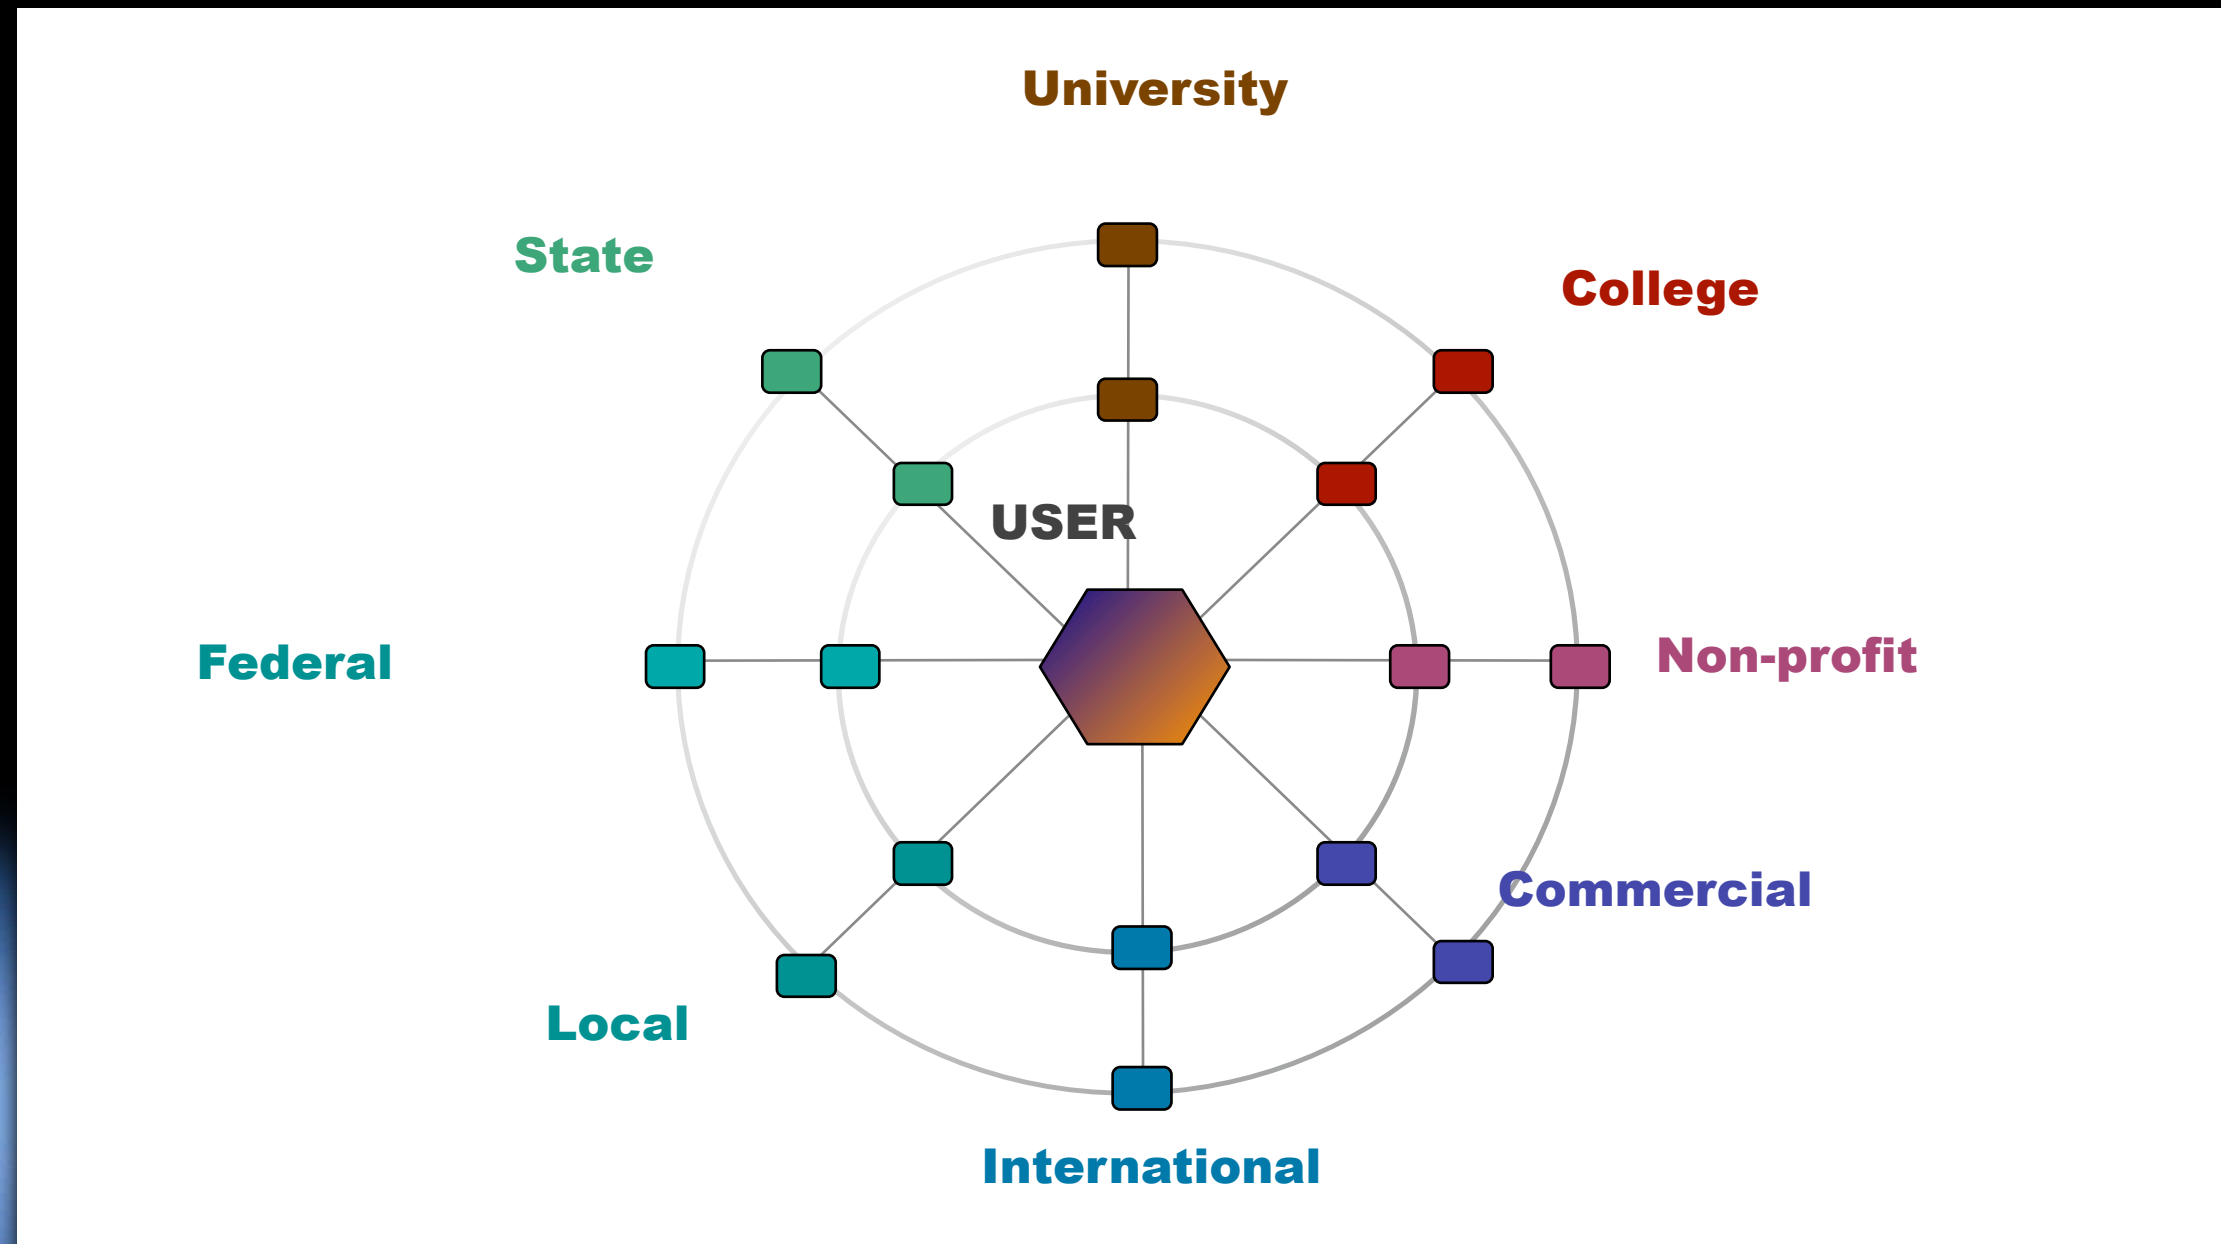 University
State
College
USER
Federal
Non-profit
Commercial
Local
International